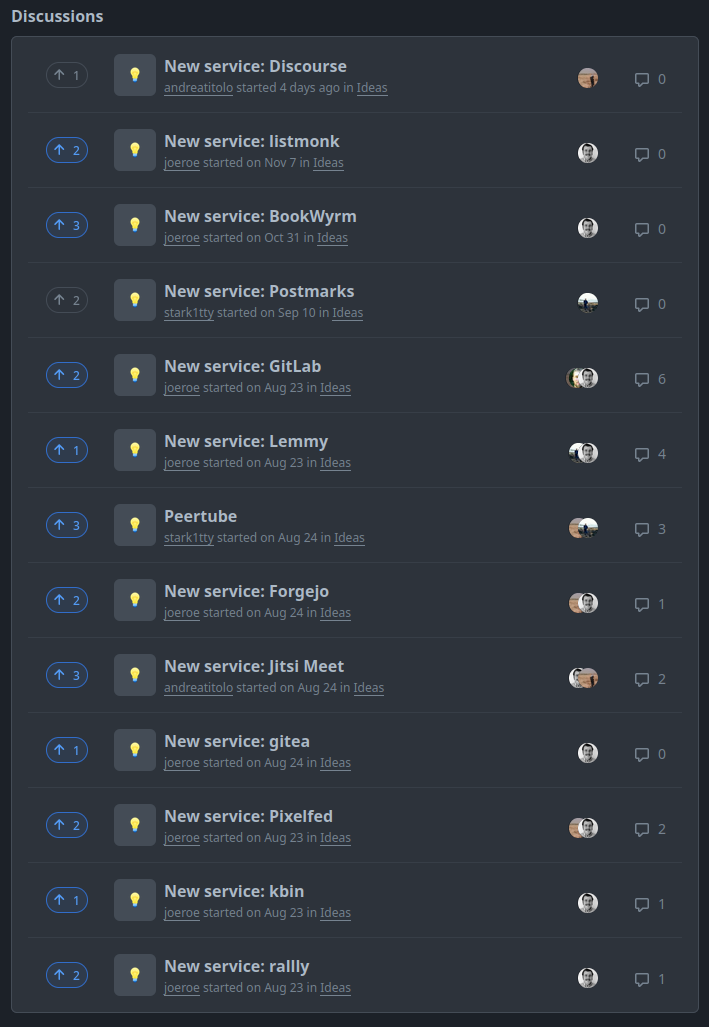 Discussions
1
New service: Discourse
andreatitolo started 4 days ago in Ideas
0
2
New service: listmonk
joeroe started on Nov 7 in Ideas
0
3
New service: BookWyrm
joeroe started on Oct 31 in Ideas
0
2
New service: Postmarks
stark1tty started on Sep 10 in Ideas
0
2
New service: GitLab
joeroe started on Aug 23 in Ideas
6
1
New service: Lemmy
joeroe started on Aug 23 in Ideas
4
3
Peertube
stark1tty started on Aug 24 in Ideas
3
2
New service: Forgejo
joeroe started on Aug 24 in Ideas
1
3
New service: Jitsi Meet
andreatitolo started on Aug 24 in Ideas
2
1
New service: gitea
joeroe started on Aug 24 in Ideas
0
2
New service: Pixelfed
joeroe started on Aug 23 in Ideas
2
1
New service: kbin
joeroe started on Aug 23 in Ideas
1
2
New service: rallly
joeroe started on Aug 23 in Ideas
1